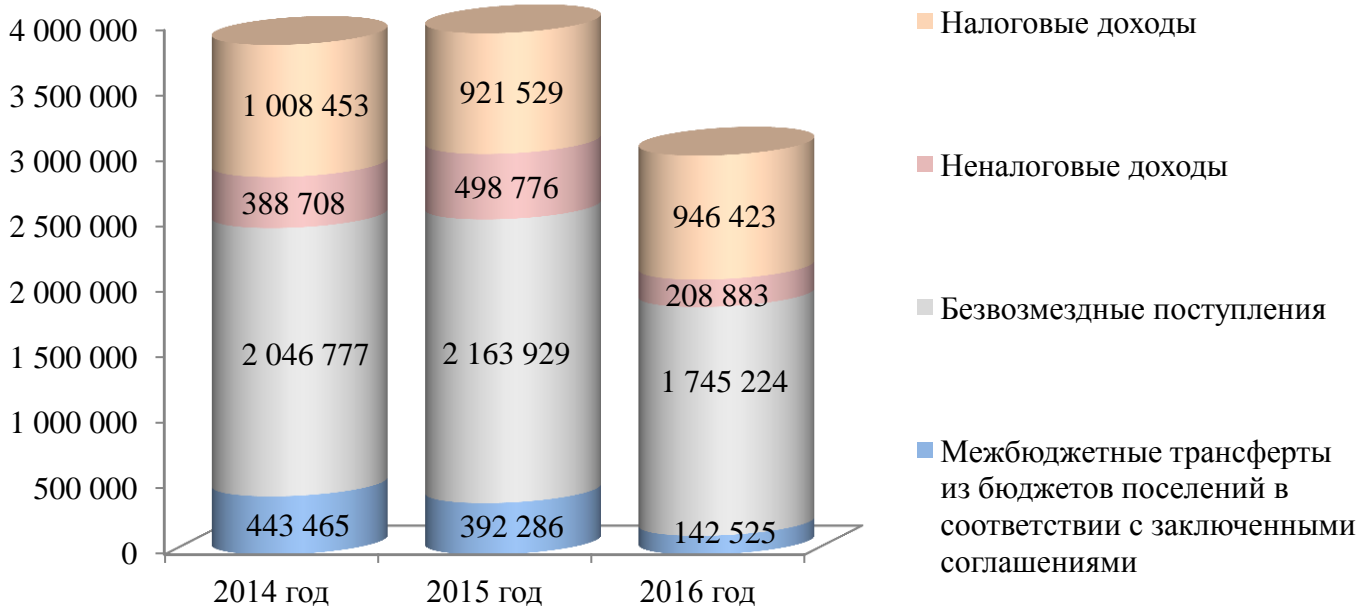 4 000 000
3 500 000
3 000 000
2 500 000
2 000 000
1 500 000
1 000 000
500 000
0
1 008 453
388 708
2 046 777
443 465
921 529
498 776
2 163 929
392 286
946 423
208 883
1 745 224
142 525
2014 год
2015 год
2016 год
Налоговые доходы
Неналоговые доходы
Безвозмездные поступления
Межбюджетные трансферты
из бюджетов поселений в
соответствии с заключенными
соглашениями